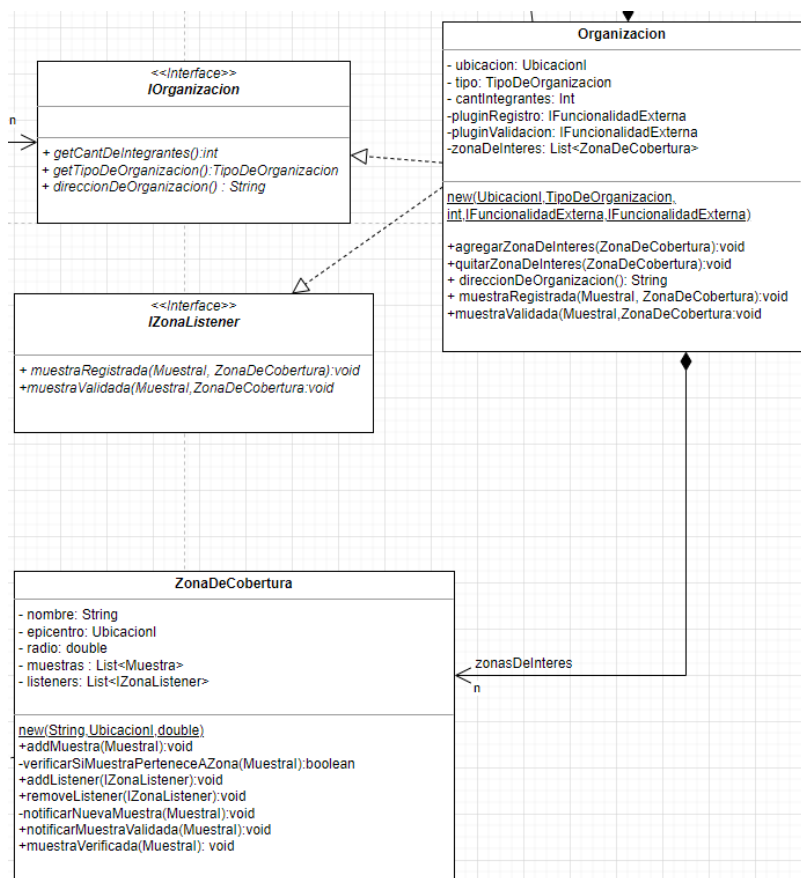 <<Interface>>
IOrganizacion
+ getCantDeIntegrantes():int
+ getTipoDeOrganizacion():TipoDeOrganizacion
+ direccionDeOrganizacion() : String
n
Organizacion
- ubicacion: UbicacionI
- tipo: TipoDeOrganizacion
- cantIntegrantes: Int
-pluginRegistro: IFuncionalidadExterna
-pluginValidacion: IFuncionalidadExterna
-zonaDeInteres: List<ZonaDeCobertura>
new(UbicacionI,TipoDeOrganizacion,
int,IFuncionalidadExterna,IFuncionalidadExterna)
+agregarZonaDeInteres(ZonaDeCobertura):void
+quitarZonaDeInteres(ZonaDeCobertura):void
+ direccionDeOrganizacion(): String
+ muestraRegistrada(MuestraI, ZonaDeCobertura):void
+muestraValidada(MuestraI,ZonaDeCobertura:void
<<Interface>>
IZonaListener
+ muestraRegistrada(MuestraI, ZonaDeCobertura):void
+muestraValidada(MuestraI,ZonaDeCobertura:void
ZonaDeCobertura
- nombre: String
- epicentro: UbicacionI
- radio: double
- muestras : List<Muestra>
- listeners: List<IZonaListener>
new(String,UbicacionI,double)
+addMuestra(MuestraI):void
-verificarSiMuestraPerteneceAZona(MuestraI):boolean
+addListener(IZonaListener):void
+removeListener(IZonaListener):void
-notificarNuevaMuestra(MuestraI):void
+notificarMuestraValidada(MuestraI):void
+muestraVerificada(MuestraI): void
zonasDeInteres
n